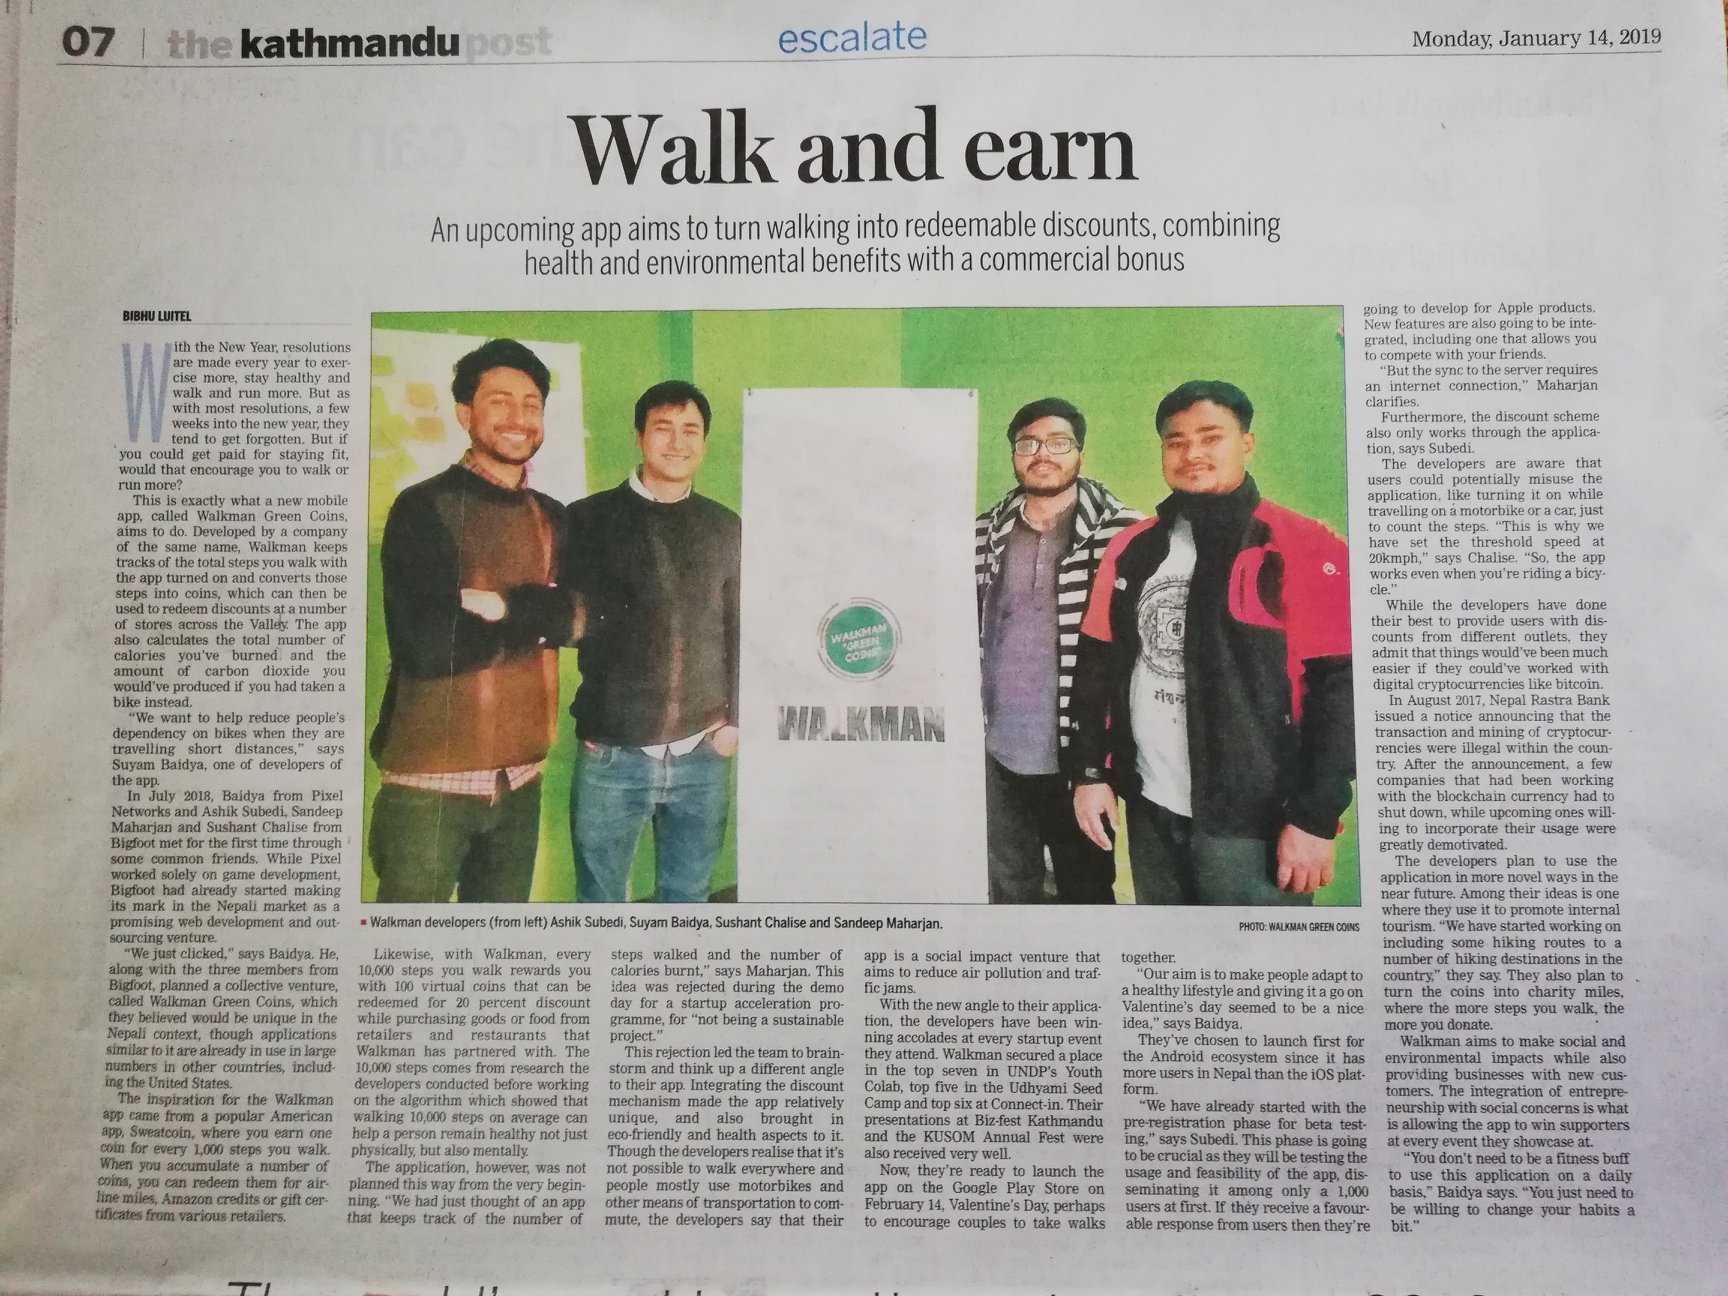 07
the kathmandu post
escalate
Monday, January 14, 2019
Walk and earn
An upcoming app aims to turn walking into redeemable discounts, combining
health and environmental benefits with a commercial bonus
BIBHU LUITEL
With the New Year, resolutions
are made every year to exer-
cise more, stay healthy and
walk and run more. But as
with most resolutions, a few
weeks into the new year, they
tend to get forgotten. But if
you could get paid for staying fit,
would that encourage you to walk or
run more?
This is exactly what a new mobile
app, called Walkman Green Coins,
aims to do. Developed by a company
of the same name, Walkman keeps
tracks of the total steps you walk with
the app turned on and converts those
steps into coins, which can then be
used to redeem discounts at a number
of stores across the Valley. The app
also calculates the total number of
calories you've burned and the
amount of carbon dioxide you
would've produced if you had taken a
bike instead.
"We want to help reduce people's
dependency on bikes when they are
travelling short distances," says
Suyam Baidya, one of developers of
the app.
In July 2018, Baidya from Pixel
Networks and Ashik Subedi, Sandeep
Maharjan and Sushant Chalise from
Bigfoot met for the first time through
some common friends. While Pixel
worked solely on game development,
Bigfoot had already started making
its mark in the Nepali market as a
promising web development and out-
sourcing venture.
"We just clicked," says Baidya. He,
along with the three members from
Bigfoot, planned a collective venture,
called Walkman Green Coins, which
they believed would be unique in the
Nepali context, though applications
similar to it are already in use in large
numbers in other countries, includ-
ing the United States.
The inspiration for the Walkman
app came from a popular American
app, Sweatcoin, where you earn one
coin for every 1,000 steps you walk.
When you accumulate a number of
coins, you can redeem them for air-
line miles, Amazon credits or gift cer-
tificates from various retailers.
WALKMAN
"GREEN
COINS"
WALKMAN
Walkman developers (from left) Ashik Subedi, Suyam Baidya, Sushant Chalise and Sandeep Maharjan.
PHOTO: WALKMAN GREEN COINS
Likewise, with Walkman, every
10,000 steps you walk rewards you
with 100 virtual coins that can be
redeemed for 20 percent discount
while purchasing goods or food from
retailers and restaurants that
Walkman has partnered with. The
10,000 steps comes from research the
developers conducted before working
on the algorithm which showed that
walking 10,000 steps on average can
help a person remain healthy not just
physically, but also mentally.
The application, however, was not
planned this way from the very begin-
ning. "We had just thought of an app
that keeps track of the number of
steps walked and the number of
calories burnt," says Maharjan. This
idea was rejected during the demo
day for a startup acceleration pro-
gramme, for "not being a sustainable
project."
This rejection led the team to brain-
storm and think up a different angle
to their app. Integrating the discount
mechanism made the app relatively
unique, and also brought in
eco-friendly and health aspects to it.
Though the developers realise that it's
not possible to walk everywhere and
people mostly use motorbikes and
other means of transportation to com-
mute, the developers say that their
app is a social impact venture that
aims to reduce air pollution and traf-
fic jams.
With the new angle to their applica-
tion, the developers have been win-
ning accolades at every startup event
they attend. Walkman secured a place
in the top seven in UNDP's Youth
Colab, top five in the Udhyami Seed
Camp and top six at Connect-in. Their
presentations at Biz-fest Kathmandu
and the KUSOM Annual Fest were
also received very well.
Now, they're ready to launch the
app on the Google Play Store on
February 14, Valentine's Day, perhaps
to encourage couples to take walks
together.
"Our aim is to make people adapt to
a healthy lifestyle and giving it a go on
Valentine's day seemed to be a nice
idea," says Baidya.
They've chosen to launch first for
the Android ecosystem since it has
more users in Nepal than the iOS plat-
form.
"We have already started with the
pre-registration phase for beta test-
ing," says Subedi. This phase is going
to be crucial as they will be testing the
usage and feasibility of the app, dis-
seminating it among only a 1,000
users at first. If they receive a favour-
able response from users then they're
going to develop for Apple products.
New features are also going to be inte-
grated, including one that allows you
to compete with your friends.
"But the sync to the server requires
an internet connection," Maharjan
clarifies.
Furthermore, the discount scheme
also only works through the applica-
tion, says Subedi.
The developers are aware that
users could potentially misuse the
application, like turning it on while
travelling on a motorbike or a car, just
to count the steps. "This is why we
have set the threshold speed at
20kmph," says Chalise. "So, the app
works even when you're riding a bicy-
cle."
While the developers have done
their best to provide users with dis-
counts from different outlets, they
admit that things would've been much
easier if they could've worked with
digital cryptocurrencies like bitcoin.
In August 2017, Nepal Rastra Bank
issued a notice announcing that the
transaction and mining of cryptocur-
rencies were illegal within the coun-
try. After the announcement, a few
companies that had been working
with the blockchain currency had to
shut down, while upcoming ones will-
ing to incorporate their usage were
greatly demotivated.
The developers plan to use the
application in more novel ways in the
near future. Among their ideas is one
where they use it to promote internal
tourism. "We have started working on
including some hiking routes to a
number of hiking destinations in the
country," they say. They also plan to
turn the coins into charity miles,
where the more steps you walk, the
more you donate.
Walkman aims to make social and
environmental impacts while also
providing businesses with new cus-
tomers. The integration of entrepre-
neurship with social concerns is what
is allowing the app to win supporters
at every event they showcase at.
"You don't need to be a fitness buff
to use this application on a daily
basis," Baidya says. "You just need to
be willing to change your habits a
bit."